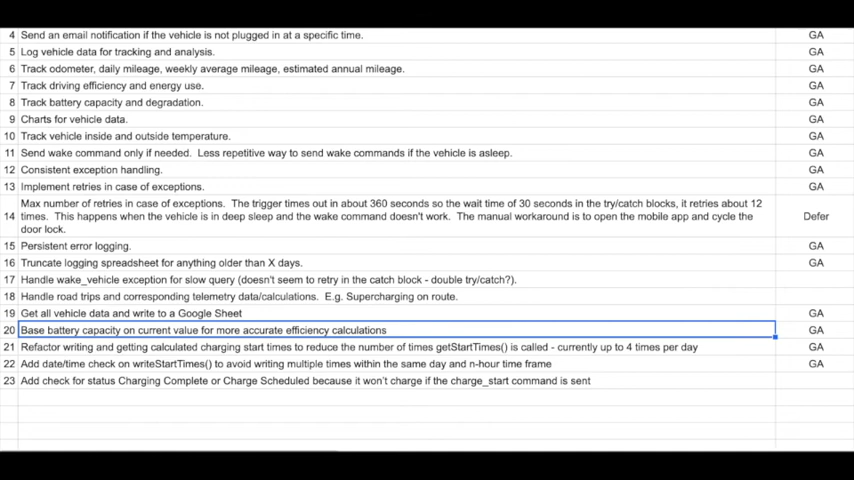 4 Send an email notification if the vehicle is not plugged in at a specific time. GA
5 Log vehicle data for tracking and analysis. GA
6 Track odometer, daily mileage, weekly average mileage, estimated annual mileage. GA
7 Track driving efficiency and energy use. GA
8 Track battery capacity and degradation. GA
9 Charts for vehicle data. GA
10 Track vehicle inside and outside temperature. GA
11 Send wake command only if needed. Less repetitive way to send wake commands if the vehicle is asleep. GA
12 Consistent exception handling. GA
13 Implement retries in case of exceptions. GA
Max number of retries in case of exceptions. The trigger times out in about 360 seconds so the wait time of 30 seconds in the try/catch blocks, it retries about 12
14 times. This happens when the vehicle is in deep sleep and the wake command doesn't work. The manual workaround is to open the mobile app and cycle the Defer
door lock.
15 Persistent error logging. GA
16 Truncate logging spreadsheet for anything older than X days. GA
17 Handle wake_vehicle exception for slow query (doesn't seem to retry in the catch block - double try/catch?).
18 Handle road trips and corresponding telemetry data/calculations. E.g. Supercharging on route.
19 Get all vehicle data and write to a Google Sheet GA
20 Base battery capacity on current value for more accurate efficiency calculations GA
21 Refactor writing and getting calculated charging start times to reduce the number of times getStartTimes() is called - currently up to 4 times per day GA
22 Add date/time check on writeStartTimes() to avoid writing multiple times within the same day and n-hour time frame GA
23 Add check for status Charging Complete or Charge Scheduled because it won't charge if the charge_start command is sent